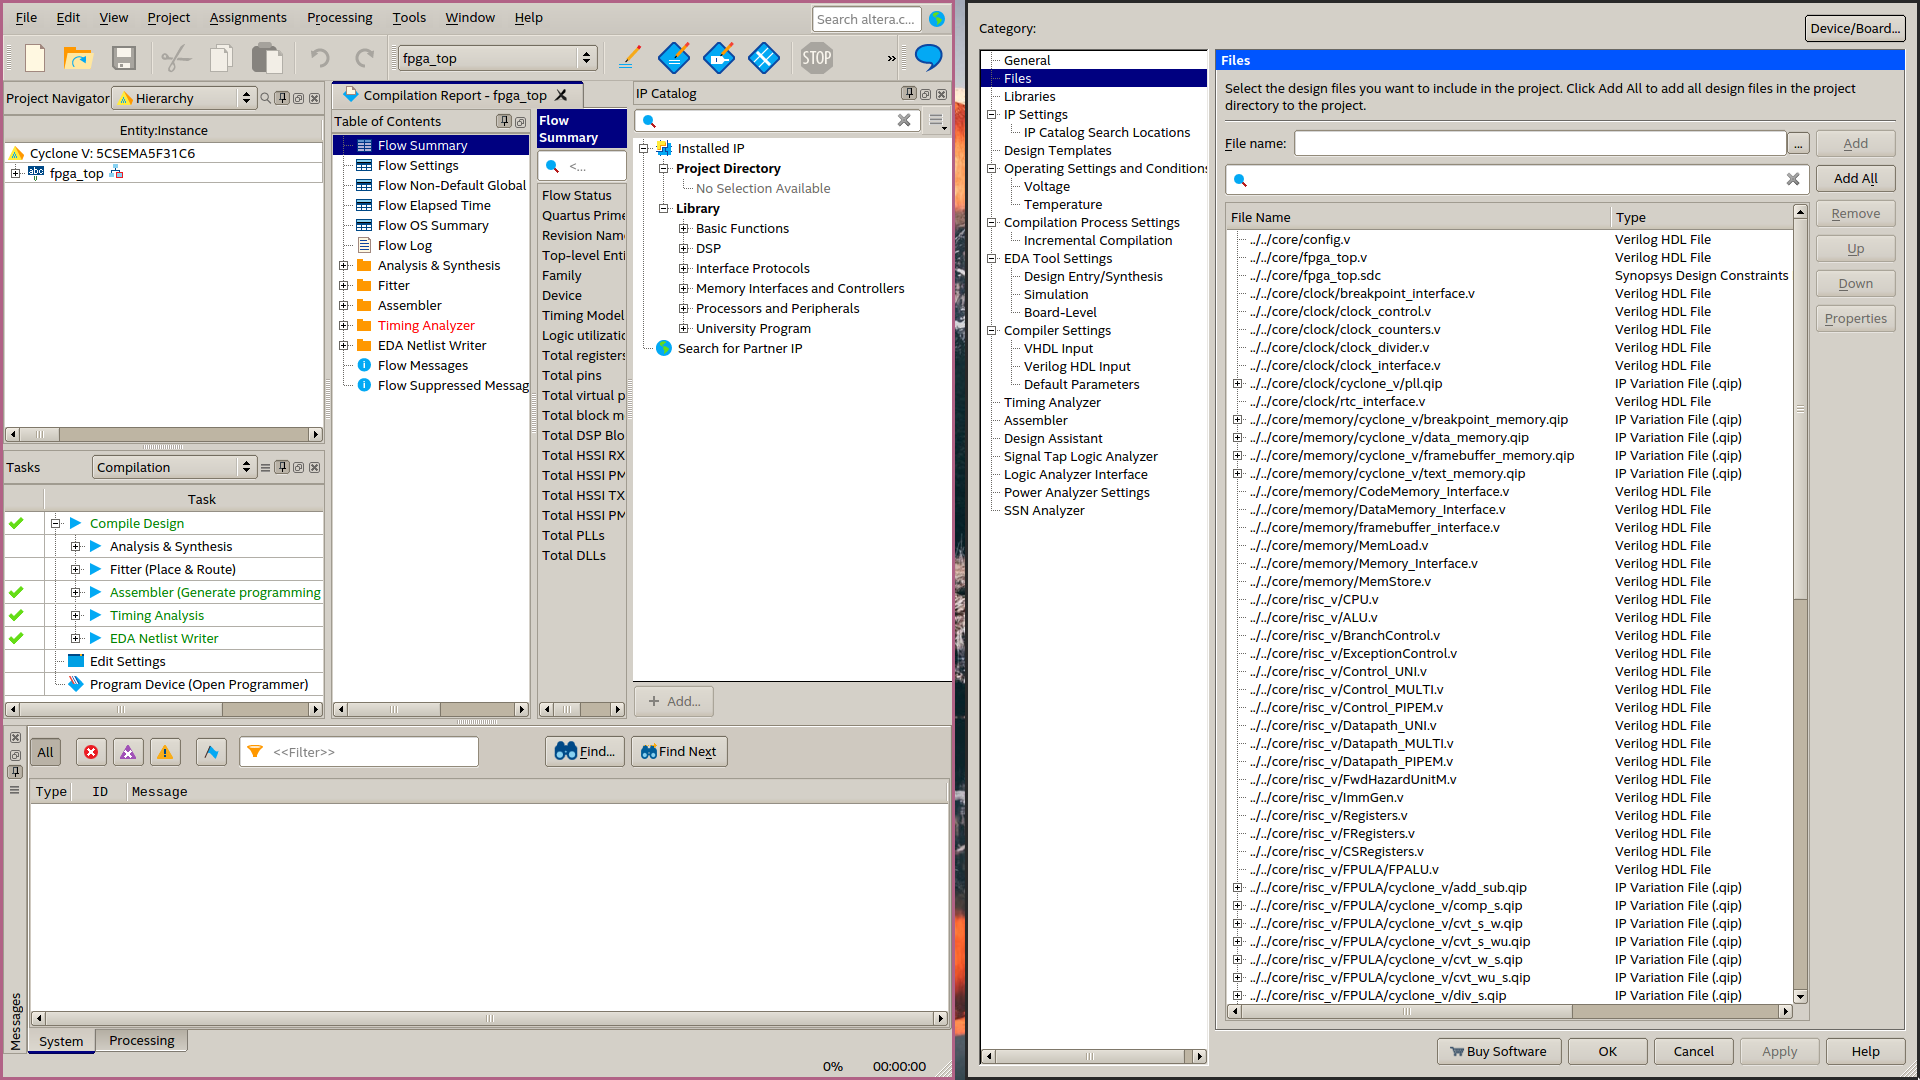 File Edit View Project Assignments Processing Tools Window Help
Search altera.c...
fpga_top
STOP
»
Project Navigator
Hierarchy
Entity:Instance
Cyclone V: 5CSEMA5F31C6
fpga_top
Tasks
Compilation
Task
Compile Design
Analysis & Synthesis
Fitter (Place & Route)
Assembler (Generate programming
Timing Analysis
EDA Netlist Writer
Edit Settings
Program Device (Open Programmer)
Compilation Report - fpga_top
Table of Contents
Flow Summary
Flow Settings
Flow Non-Default Global
Flow Elapsed Time
Flow OS Summary
Flow Log
Analysis & Synthesis
Fitter
Assembler
Timing Analyzer
EDA Netlist Writer
Flow Messages
Flow Suppressed Messag
Flow
Summary
<...
Flow Status
Quartus Prime
Revision Nam
Top-level Enti
Family
Device
Timing Model
Logic utilizatio
Total registers
Total pins
Total virtual p
Total block m
Total DSP Blo
Total HSSI RX
Total HSSI PM
Total HSSI TX
Total HSSI PM
Total PLLs
Total DLLs
IP Catalog
Installed IP
Project Directory
No Selection Available
Library
Basic Functions
DSP
Interface Protocols
Memory Interfaces and Controllers
Processors and Peripherals
University Program
Search for Partner IP
+ Add...
All
<<Filter>>
Find...
Find Next
Type ID Message
Messages
System Processing
0% 00:00:00
Category:
Device/Board...
General
Files
Libraries
IP Settings
IP Catalog Search Locations
Design Templates
Operating Settings and Conditions
Voltage
Temperature
Compilation Process Settings
Incremental Compilation
EDA Tool Settings
Design Entry/Synthesis
Simulation
Board-Level
Compiler Settings
VHDL Input
Verilog HDL Input
Default Parameters
Timing Analyzer
Assembler
Design Assistant
Signal Tap Logic Analyzer
Logic Analyzer Interface
Power Analyzer Settings
SSN Analyzer
Files
Select the design files you want to include in the project. Click Add All to add all design files in the project
directory to the project.
File name:
...
Add
Add All
Remove
Up
Down
Properties
File Name Type
../../core/config.v Verilog HDL File
../../core/fpga_top.v Verilog HDL File
../../core/fpga_top.sdc Synopsys Design Constraints
../../core/clock/breakpoint_interface.v Verilog HDL File
../../core/clock/clock_control.v Verilog HDL File
../../core/clock/clock_counters.v Verilog HDL File
../../core/clock/clock_divider.v Verilog HDL File
../../core/clock/clock_interface.v Verilog HDL File
../../core/clock/cyclone_v/pll.qip IP Variation File (.qip)
../../core/clock/rtc_interface.v Verilog HDL File
../../core/memory/cyclone_v/breakpoint_memory.qip IP Variation File (.qip)
../../core/memory/cyclone_v/data_memory.qip IP Variation File (.qip)
../../core/memory/cyclone_v/framebuffer_memory.qip IP Variation File (.qip)
../../core/memory/cyclone_v/text_memory.qip IP Variation File (.qip)
../../core/memory/CodeMemory_Interface.v Verilog HDL File
../../core/memory/DataMemory_Interface.v Verilog HDL File
../../core/memory/framebuffer_interface.v Verilog HDL File
../../core/memory/MemLoad.v Verilog HDL File
../../core/memory/Memory_Interface.v Verilog HDL File
../../core/memory/MemStore.v Verilog HDL File
../../core/risc_v/CPU.v Verilog HDL File
../../core/risc_v/ALU.v Verilog HDL File
../../core/risc_v/BranchControl.v Verilog HDL File
../../core/risc_v/ExceptionControl.v Verilog HDL File
../../core/risc_v/Control_UNI.v Verilog HDL File
../../core/risc_v/Control_MULTI.v Verilog HDL File
../../core/risc_v/Control_PIPEM.v Verilog HDL File
../../core/risc_v/Datapath_UNI.v Verilog HDL File
../../core/risc_v/Datapath_MULTI.v Verilog HDL File
../../core/risc_v/Datapath_PIPEM.v Verilog HDL File
../../core/risc_v/FwdHazardUnitM.v Verilog HDL File
../../core/risc_v/ImmGen.v Verilog HDL File
../../core/risc_v/Registers.v Verilog HDL File
../../core/risc_v/FRegisters.v Verilog HDL File
../../core/risc_v/CSRegisters.v Verilog HDL File
../../core/risc_v/FPULA/FPALU.v Verilog HDL File
../../core/risc_v/FPULA/cyclone_v/add_sub.qip IP Variation File (.qip)
../../core/risc_v/FPULA/cyclone_v/comp_s.qip IP Variation File (.qip)
../../core/risc_v/FPULA/cyclone_v/cvt_s_w.qip IP Variation File (.qip)
../../core/risc_v/FPULA/cyclone_v/cvt_s_wu.qip IP Variation File (.qip)
../../core/risc_v/FPULA/cyclone_v/cvt_w_s.qip IP Variation File (.qip)
../../core/risc_v/FPULA/cyclone_v/cvt_wu_s.qip IP Variation File (.qip)
../../core/risc_v/FPULA/cyclone_v/div_s.qip IP Variation File (.qip)
Buy Software OK Cancel Apply Help